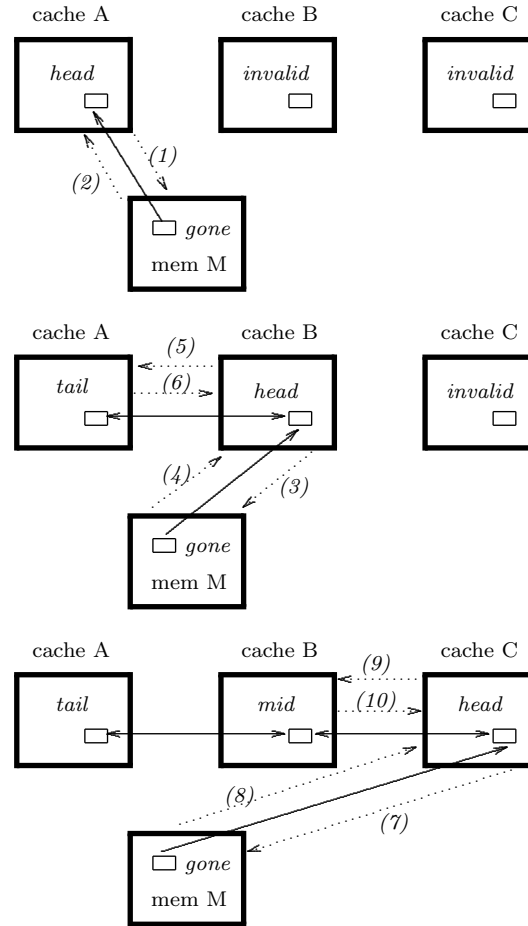 cache A cache B cache C
head invalid invalid
(1)
(2)
gone
mem M
cache A cache B cache C
(5)
tail head invalid
(6)
(4)
(3)
gone
mem M
cache A cache B cache C
(9)
tail mid head
(10)
(8)
(7)
gone
mem M